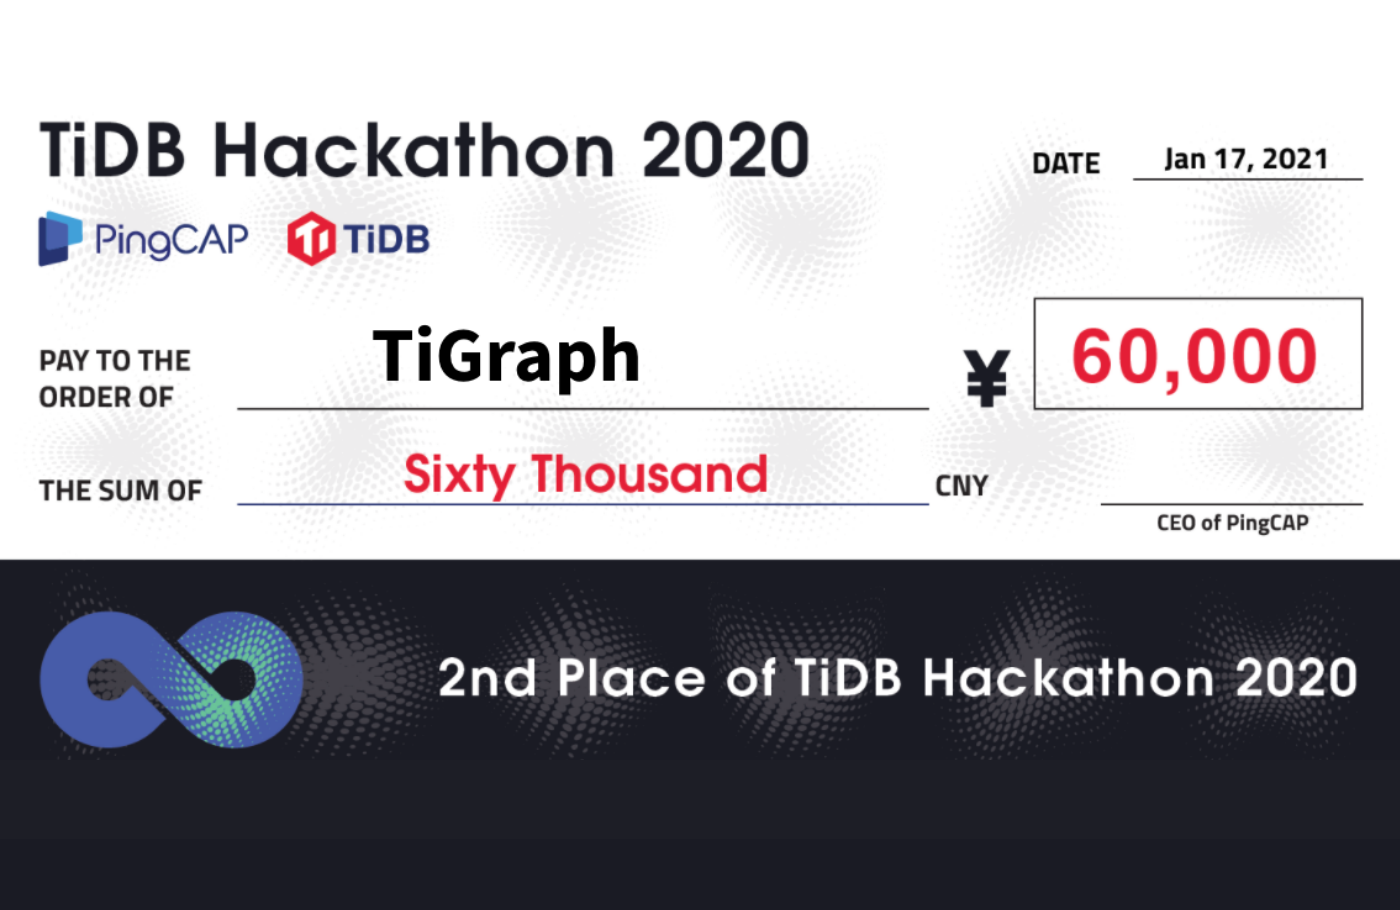 TiDB Hackathon 2020
DATE Jan 17, 2021
PingCAP TiDB
PAY TO THE
ORDER OF
TiGraph
¥ 60,000
THE SUM OF Sixty Thousand CNY
CEO of PingCAP
2nd Place of TiDB Hackathon 2020